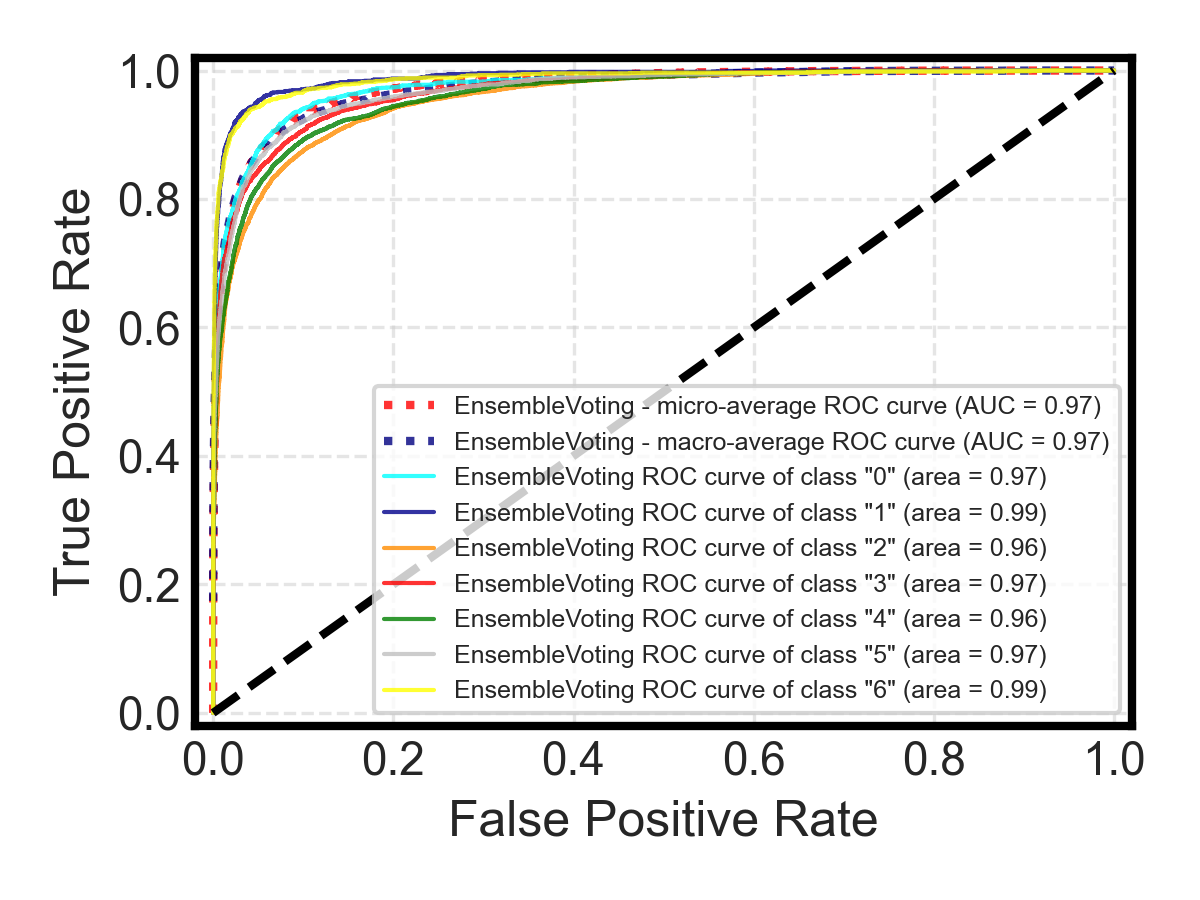 1.0
0.8
0.6
0.4
0.2
0.0
True Positive Rate
EnsembleVoting - micro-average ROC curve (AUC = 0.97)
EnsembleVoting - macro-average ROC curve (AUC = 0.97)
EnsembleVoting ROC curve of class "0" (area = 0.97)
EnsembleVoting ROC curve of class "1" (area = 0.99)
EnsembleVoting ROC curve of class "2" (area = 0.96)
EnsembleVoting ROC curve of class "3" (area = 0.97)
EnsembleVoting ROC curve of class "4" (area = 0.96)
EnsembleVoting ROC curve of class "5" (area = 0.97)
EnsembleVoting ROC curve of class "6" (area = 0.99)
0.0 0.2 0.4 0.6 0.8 1.0
False Positive Rate